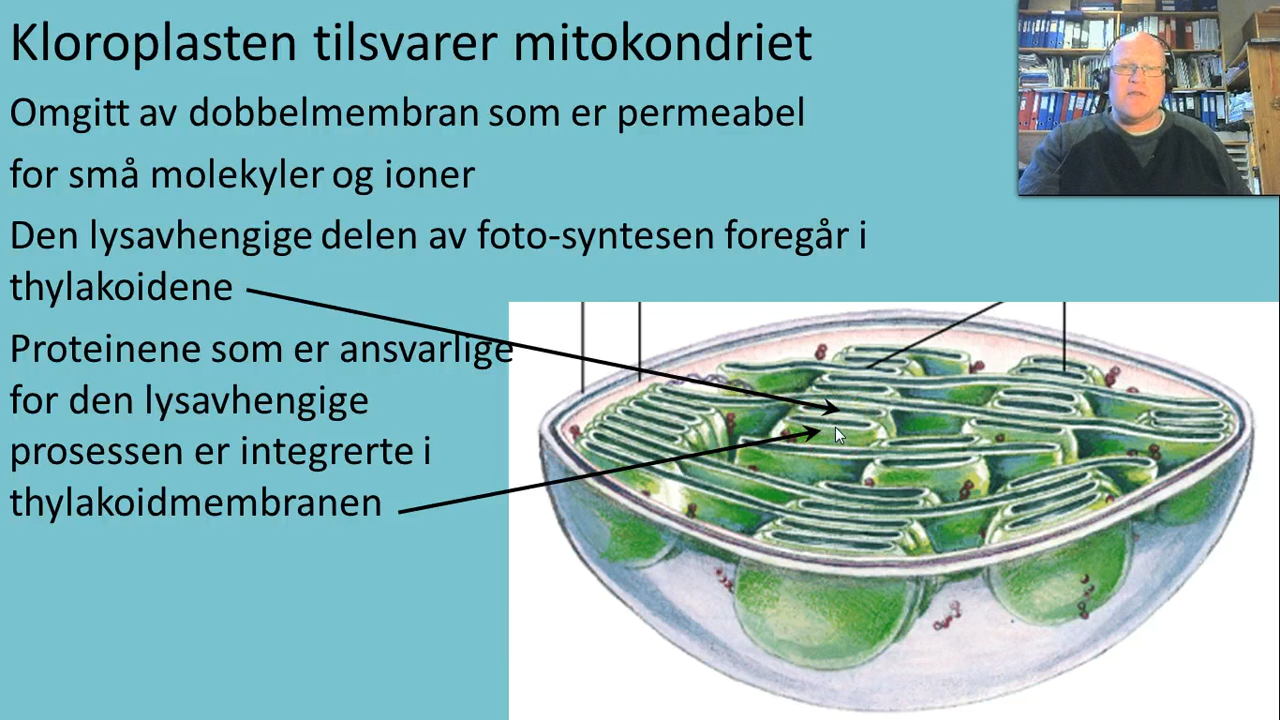 Kloroplasten tilsvarer mitokondriet
Omgitt av dobbelmembran som er permeabel
for små molekyler og ioner
Den lysavhengige delen av foto-syntesen foregår i
thylakoidene
Proteinene som er ansvarlige
for den lysavhengige
prosessen er integrerte i
thylakoidmembranen